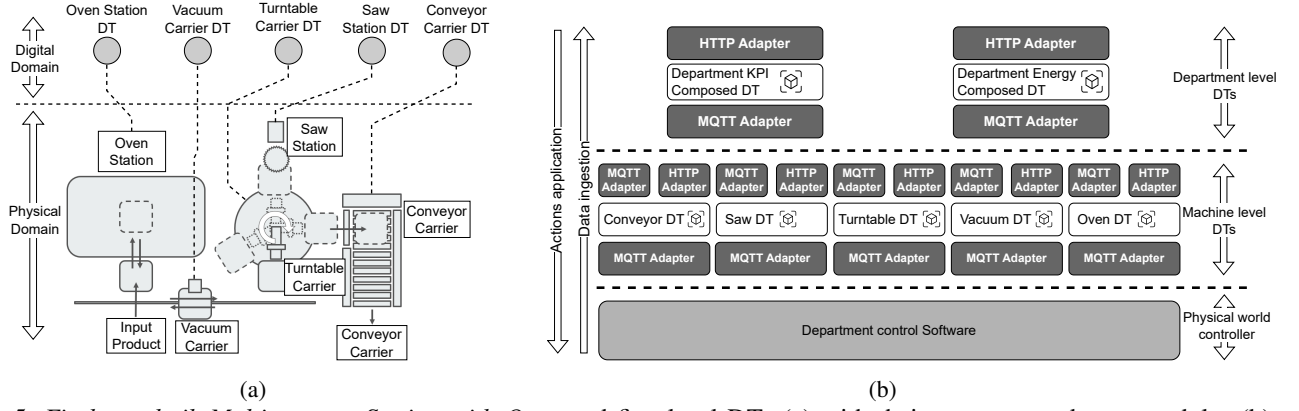 Oven Station
DT
Vacuum
Carrier DT
Turntable
Carrier DT
Saw
Station DT
Conveyor
Carrier DT
Digital
Domain
Physical
Domain
Oven
Station
Saw
Station
Conveyor
Carrier
Turntable
Carrier
Input
Product
Vacuum
Carrier
Conveyor
Carrier
(a)
Actions application
Data ingestion
HTTP Adapter
Department KPI
Composed DT
MQTT Adapter
HTTP Adapter
Department Energy
Composed DT
MQTT Adapter
Department level
DTs
MQTT
Adapter
HTTP
Adapter
MQTT
Adapter
HTTP
Adapter
MQTT
Adapter
HTTP
Adapter
MQTT
Adapter
HTTP
Adapter
MQTT
Adapter
HTTP
Adapter
Conveyor DT
Saw DT
Turntable DT
Vacuum DT
Oven DT
MQTT Adapter
MQTT Adapter
MQTT Adapter
MQTT Adapter
MQTT Adapter
Machine level
DTs
Department control Software
Physical world
controller
(b)